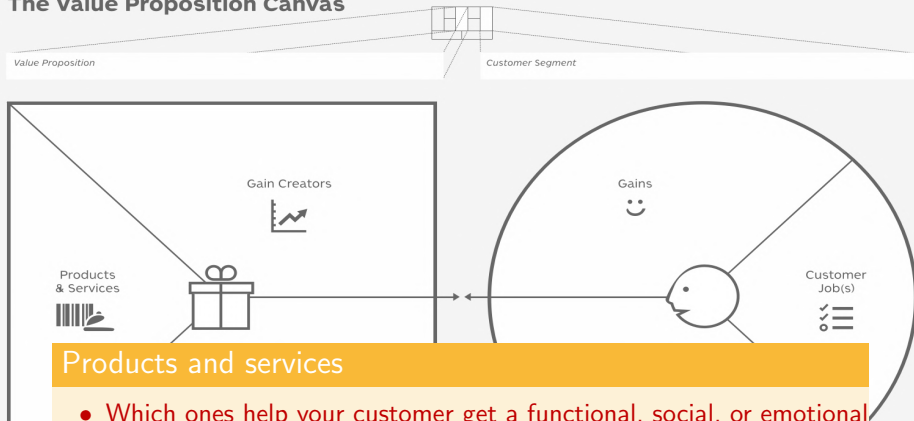 The Value Proposition Canvas
Value Proposition
Customer Segment
Gain Creators
Gains
Products
& Services
Customer
Job(s)
Products and services
• Which ones help your customer get a functional, social, or emotional